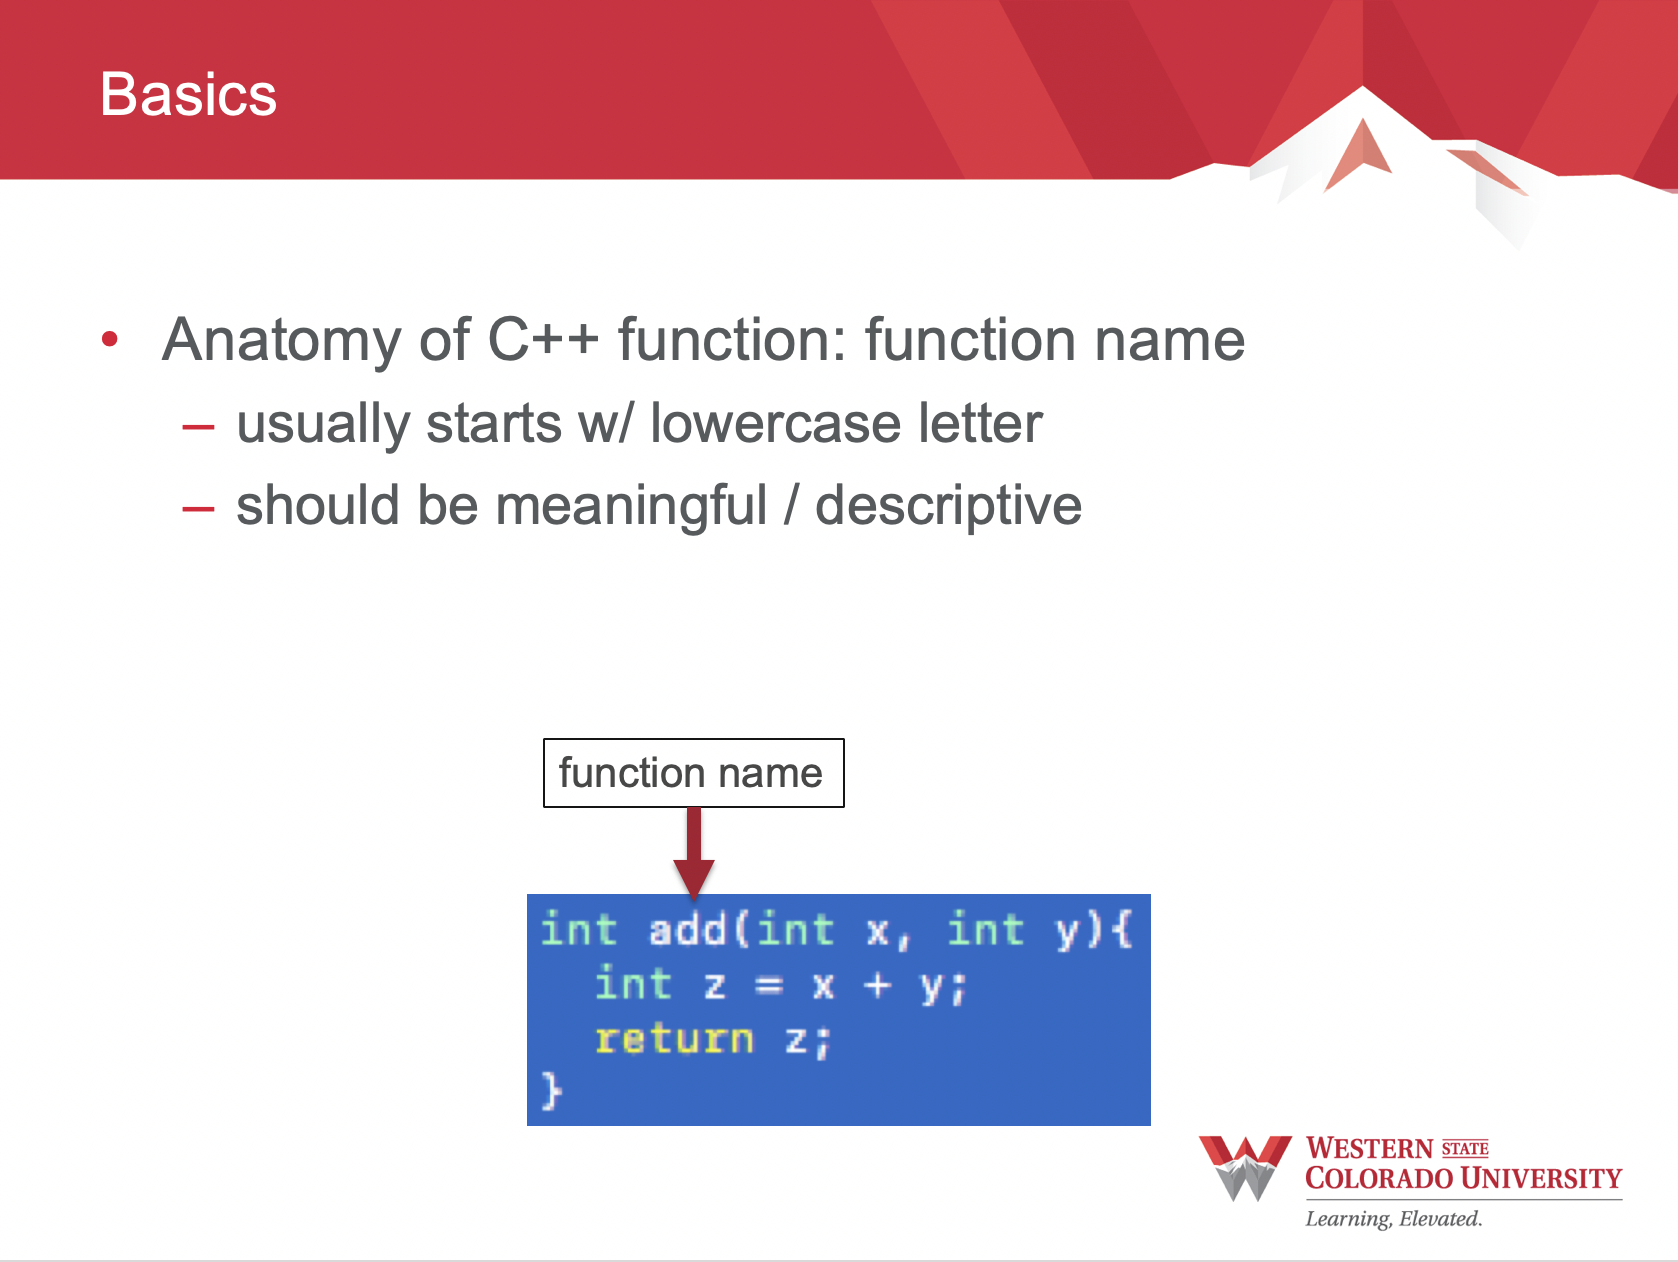 Basics
• Anatomy of C++ function: function name
– usually starts w/ lowercase letter
– should be meaningful / descriptive
function name
int add(int x, int y){
  int z = x + y;
  return z;
}
WESTERN STATE
COLORADO UNIVERSITY
Learning, Elevated.